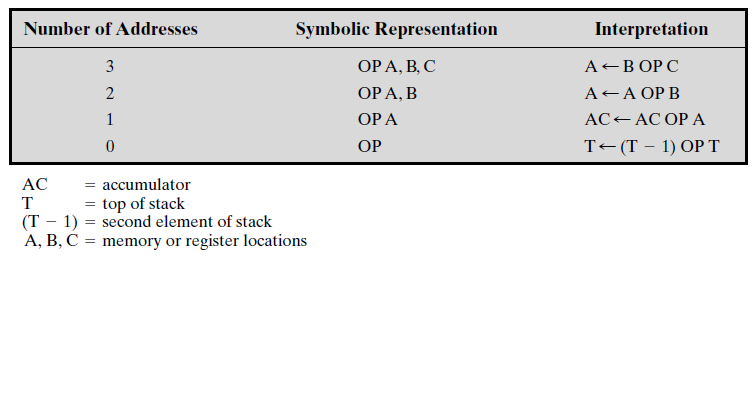 Number of Addresses Symbolic Representation Interpretation
3 OP A, B, C A ← B OP C
2 OP A, B A ← A OP B
1 OP A AC ← AC OP A
0 OP T ← (T − 1) OP T
AC = accumulator
T = top of stack
(T − 1) = second element of stack
A, B, C = memory or register locations